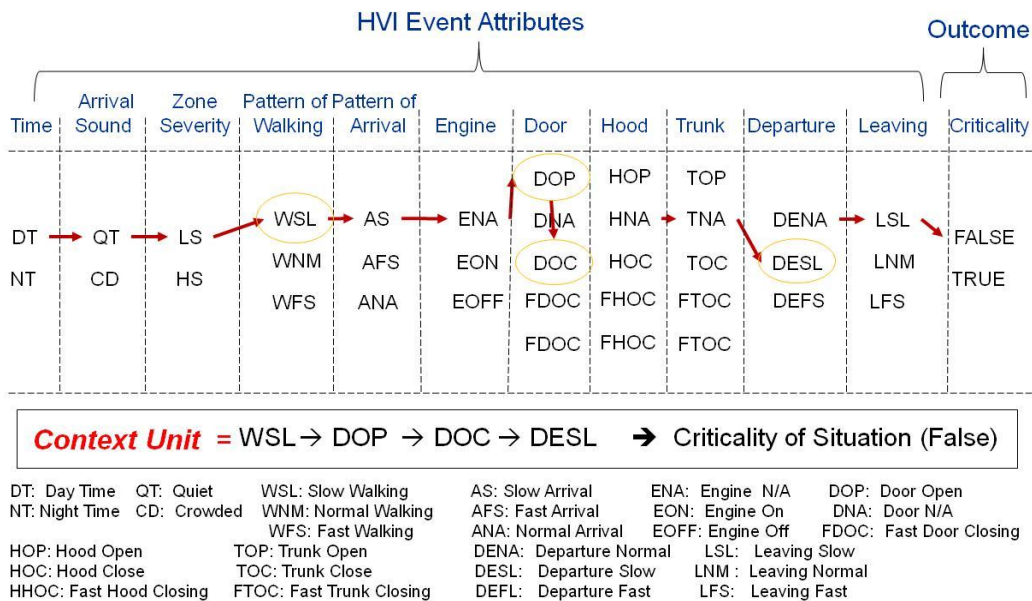 HVI Event Attributes
Outcome
Time
Arrival Sound
Zone Severity
Pattern of Walking
Pattern of Arrival
Engine
Door
Hood
Trunk
Departure
Leaving
Criticality
DOP HOP TOP
WSL AS ENA DNA HNA TNA DENA LSL
DT QT LS FALSE
WNM AFS EON DOC HOC TOC DESL LNM
NT CD HS TRUE
WFS ANA EOFF FDOC FHOC FTOC DEFS LFS
FDOC FHOC FTOC
Context Unit = WSL → DOP → DOC → DESL ➔ Criticality of Situation (False)
DT: Day Time QT: Quiet WSL: Slow Walking AS: Slow Arrival ENA: Engine N/A DOP: Door Open
NT: Night Time CD: Crowded WNM: Normal Walking AFS: Fast Arrival EON: Engine On DNA: Door N/A
WFS: Fast Walking ANA: Normal Arrival EOFF: Engine Off FDOC: Fast Door Closing
HOP: Hood Open TOP: Trunk Open DENA: Departure Normal LSL: Leaving Slow
HOC: Hood Close TOC: Trunk Close DESL: Departure Slow LNM : Leaving Normal
HHOC: Fast Hood Closing FTOC: Fast Trunk Closing DEFL: Departure Fast LFS: Leaving Fast